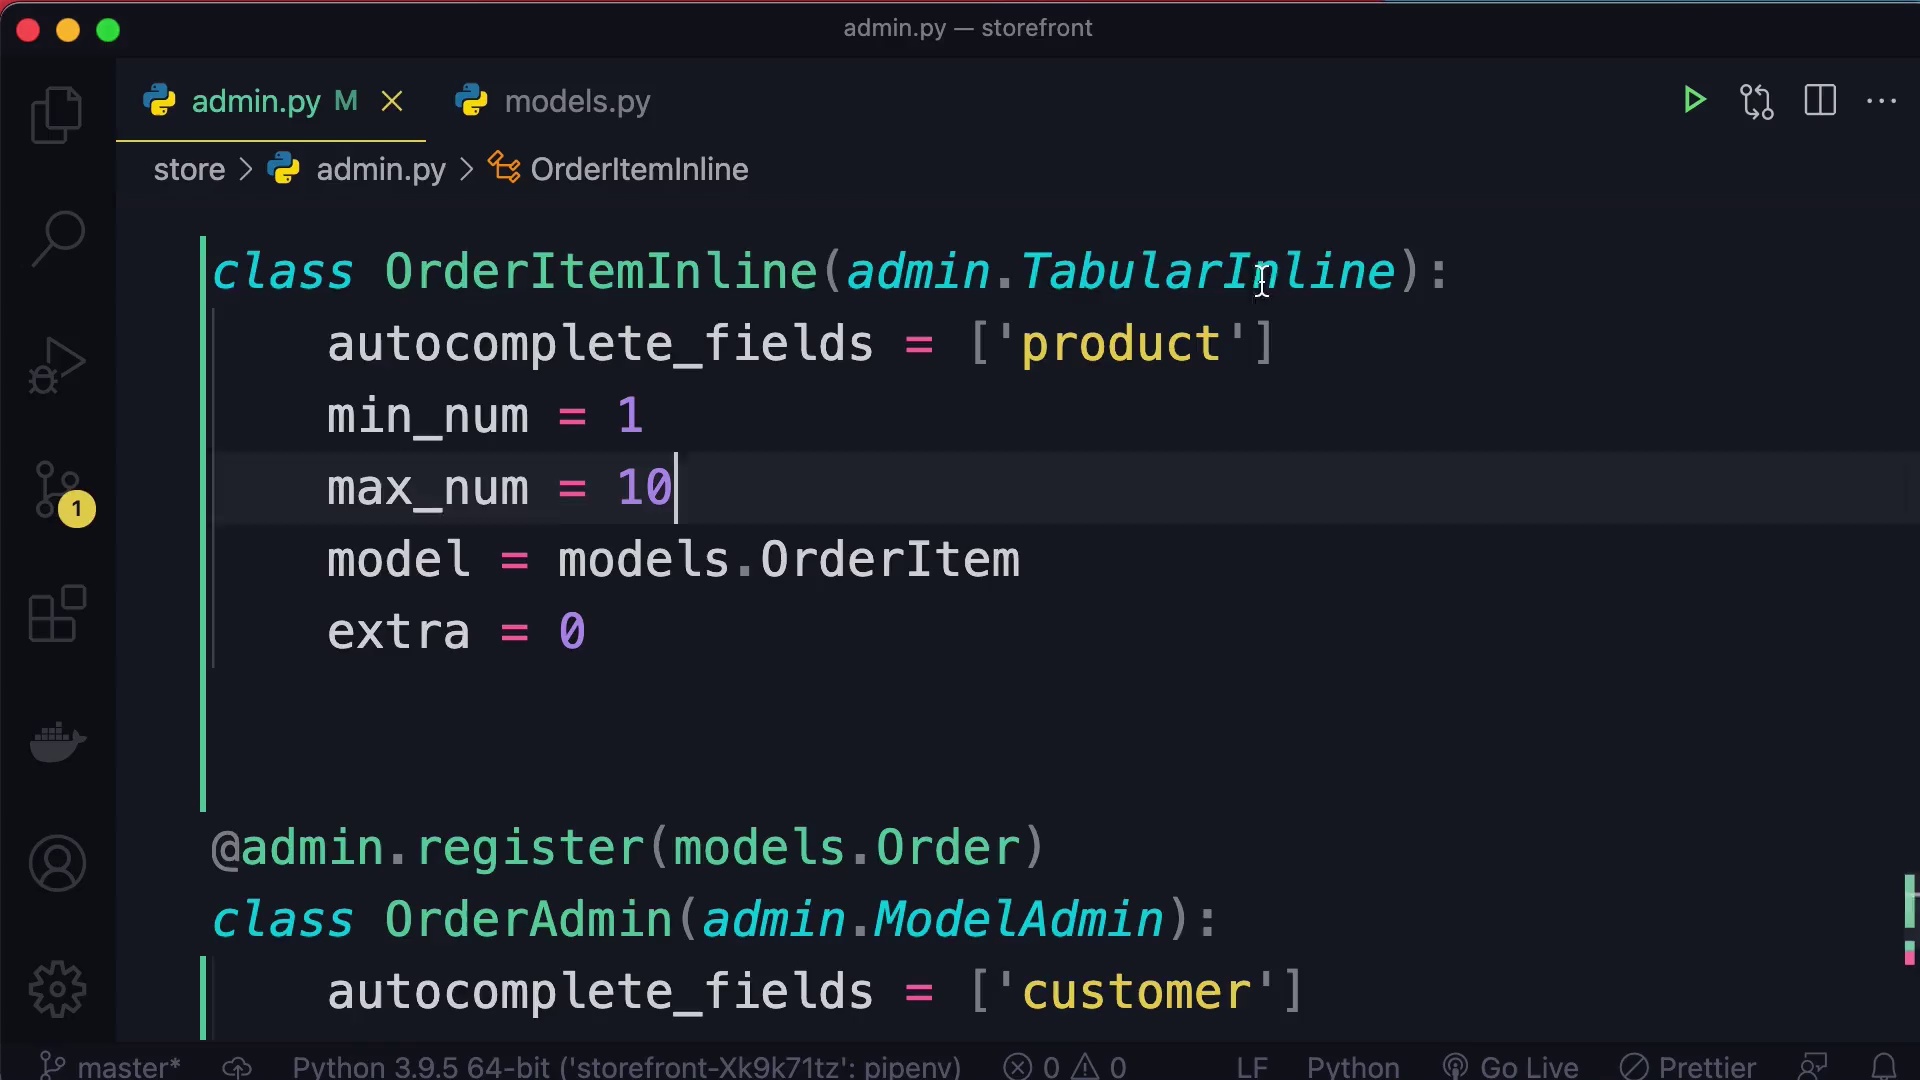 admin.py — storefront
admin.py M
models.py
store > admin.py > OrderItemInline
class OrderItemInline(admin.TabularInline):
autocomplete_fields = ['product']
min_num = 1
max_num = 10
model = models.OrderItem
extra = 0
@admin.register(models.Order)
class OrderAdmin(admin.ModelAdmin):
autocomplete_fields = ['customer']
1
master* Python 3.9.5 64-bit ('storefront-Xk9k71tz': pipenv) 0 0 LF Python Go Live Prettier